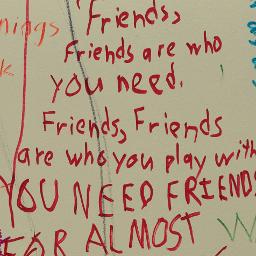 nings
Friends,
Friends are who
k
you need.
Friends, Friends
are who you play with
YOU NEED FRIENDS
FOR ALMOST
W